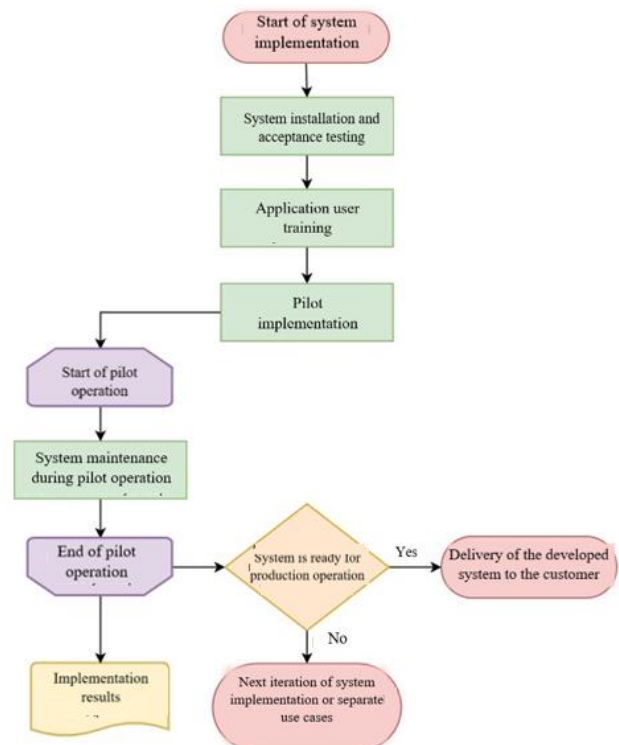 Start of system
implementation
System installation and
acceptance testing
Application user
training
Pilot
implementation
Start of pilot
operation
System maintenance
during pilot operation
End of pilot
operation
System is ready for
production operation
Yes
Delivery of the developed
system to the customer
No
Implementation
results
Next iteration of system
implementation or separate
use cases